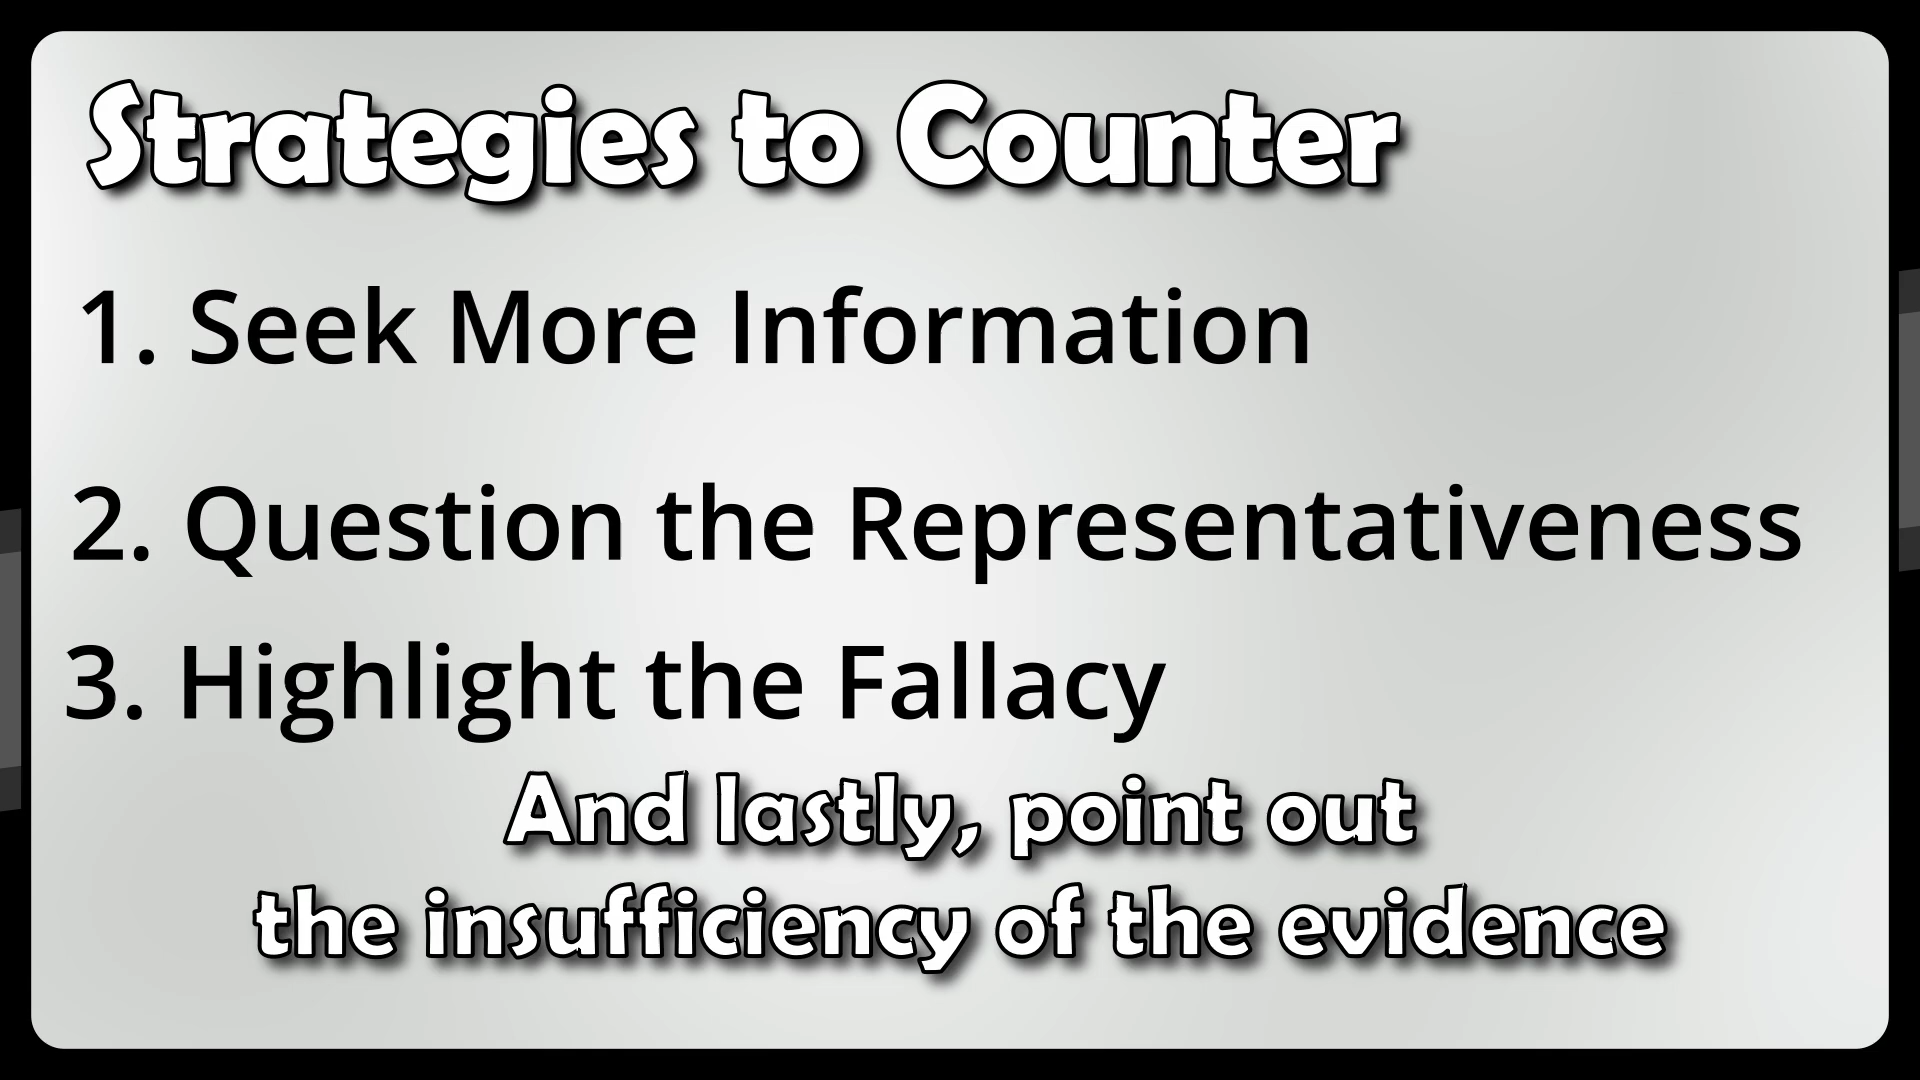 Strategies to Counter
1. Seek More Information
2. Question the Representativeness
3. Highlight the Fallacy
And lastly, point out
the insufficiency of the evidence